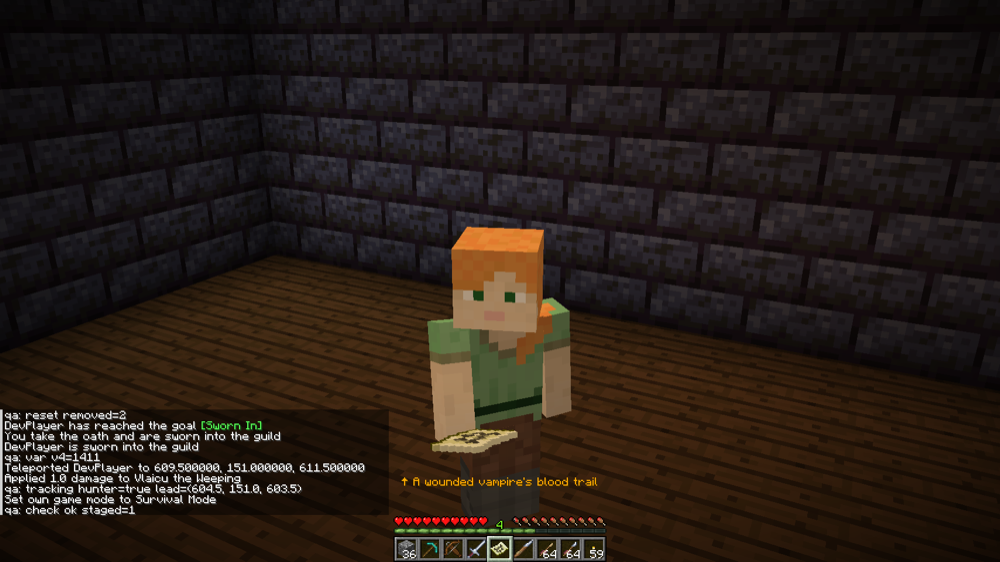 qa: reset removed=2
DevPlayer has reached the goal [Sworn In]
You take the oath and are sworn into the guild
DevPlayer is sworn into the guild
qa: var v4=1411
Teleported DevPlayer to 609.500000, 151.000000, 611.500000
Applied 1.0 damage to Vlaicu the Weeping
qa: tracking hunter=true lead=(604.5, 151.0, 603.5)
Set own game mode to Survival Mode
qa: check ok staged=1
↑ A wounded vampire's blood trail
4
36 64 64 59